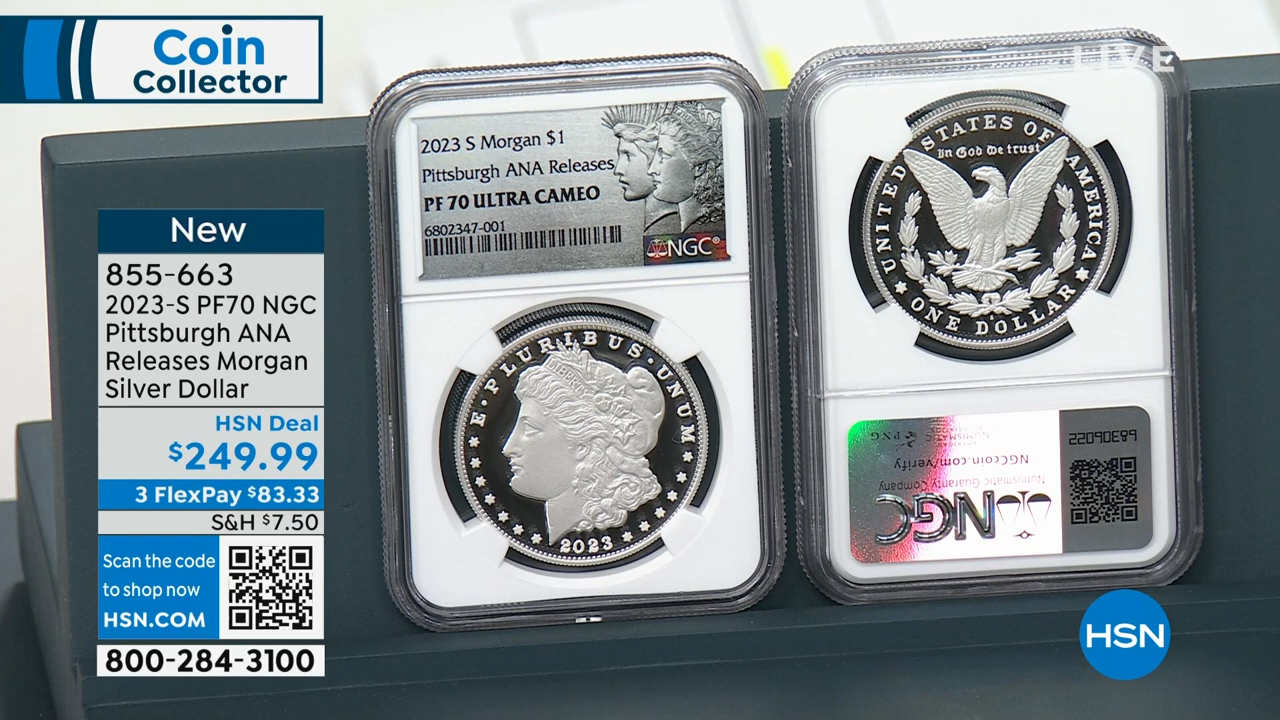 Coin
Collector
LIVE
New
855-663
2023-S PF70 NGC
Pittsburgh ANA
Releases Morgan
Silver Dollar
HSN Deal
$249.99
3 FlexPay $83.33
S&H $7.50
Scan the code
to shop now
HSN.COM
800-284-3100
2023 S Morgan $1
Pittsburgh ANA Releases
PF 70 ULTRA CAMEO
6802347-001
NGC
E·PLURIBUS·UNUM
LIBERTY
2023
UNITED STATES OF AMERICA
In God We trust
ONE DOLLAR
NGC
Numismatic Guaranty Company
NGCcoin.com/verify
PNG
HSN